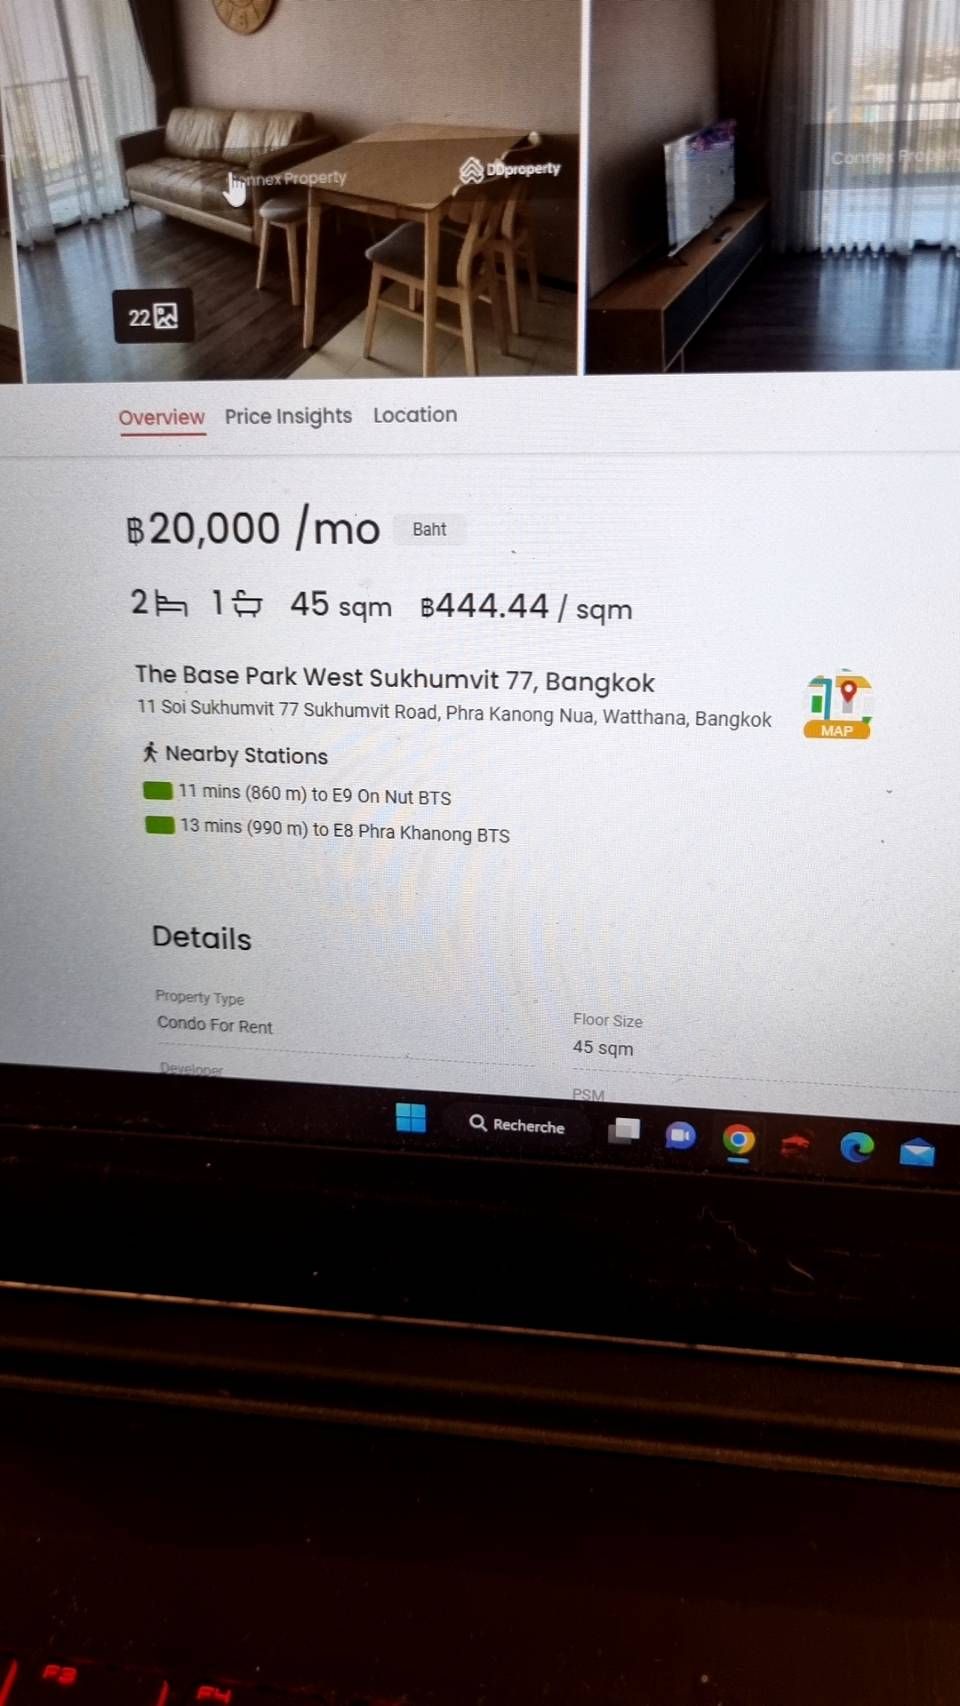 Connex Property
DDproperty
22
Overview Price Insights Location
฿20,000 /mo Baht
2 1 45 sqm ฿444.44 / sqm
The Base Park West Sukhumvit 77, Bangkok
11 Soi Sukhumvit 77 Sukhumvit Road, Phra Kanong Nua, Watthana, Bangkok
MAP
Nearby Stations
11 mins (860 m) to E9 On Nut BTS
13 mins (990 m) to E8 Phra Khanong BTS
Details
Property Type
Condo For Rent
Floor Size
45 sqm
Developer
PSM
Recherche
F3
F4